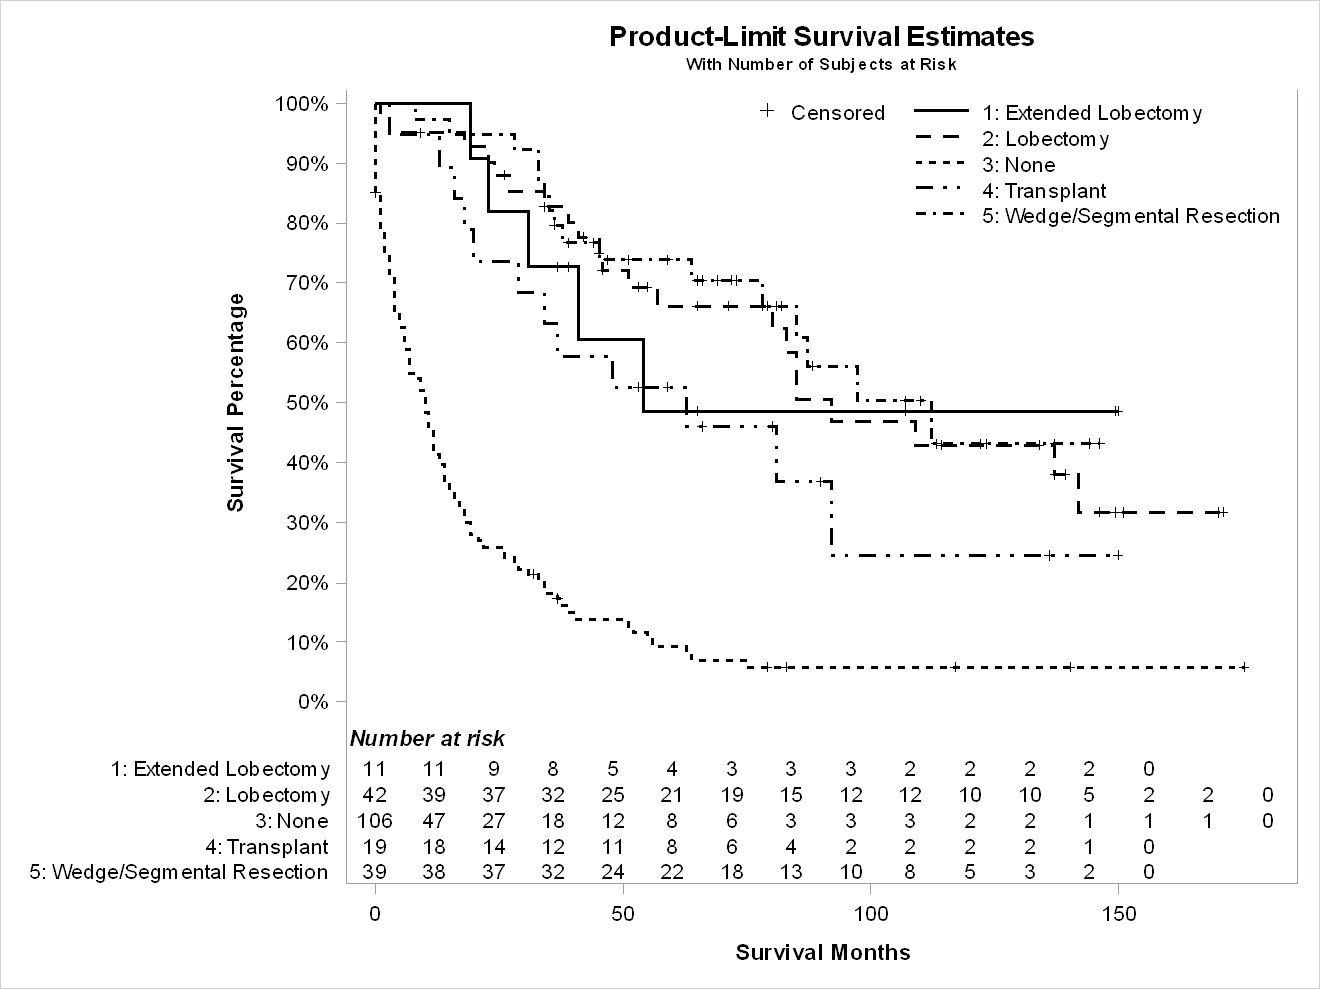 Product-Limit Survival Estimates
With Number of Subjects at Risk
+ Censored
1: Extended Lobectomy
2: Lobectomy
3: None
4: Transplant
5: Wedge/Segmental Resection
100%
90%
80%
70%
60%
50%
40%
30%
20%
10%
0%
Survival Percentage
Number at risk
1: Extended Lobectomy 11 11 9 8 5 4 3 3 3 2 2 2 2 0
2: Lobectomy 42 39 37 32 25 21 19 15 12 12 10 10 5 2 2 0
3: None 106 47 27 18 12 8 6 3 3 3 2 2 1 1 1 0
4: Transplant 19 18 14 12 11 8 6 4 2 2 2 2 1 0
5: Wedge/Segmental Resection 39 38 37 32 24 22 18 13 10 8 5 3 2 0
0 50 100 150
Survival Months